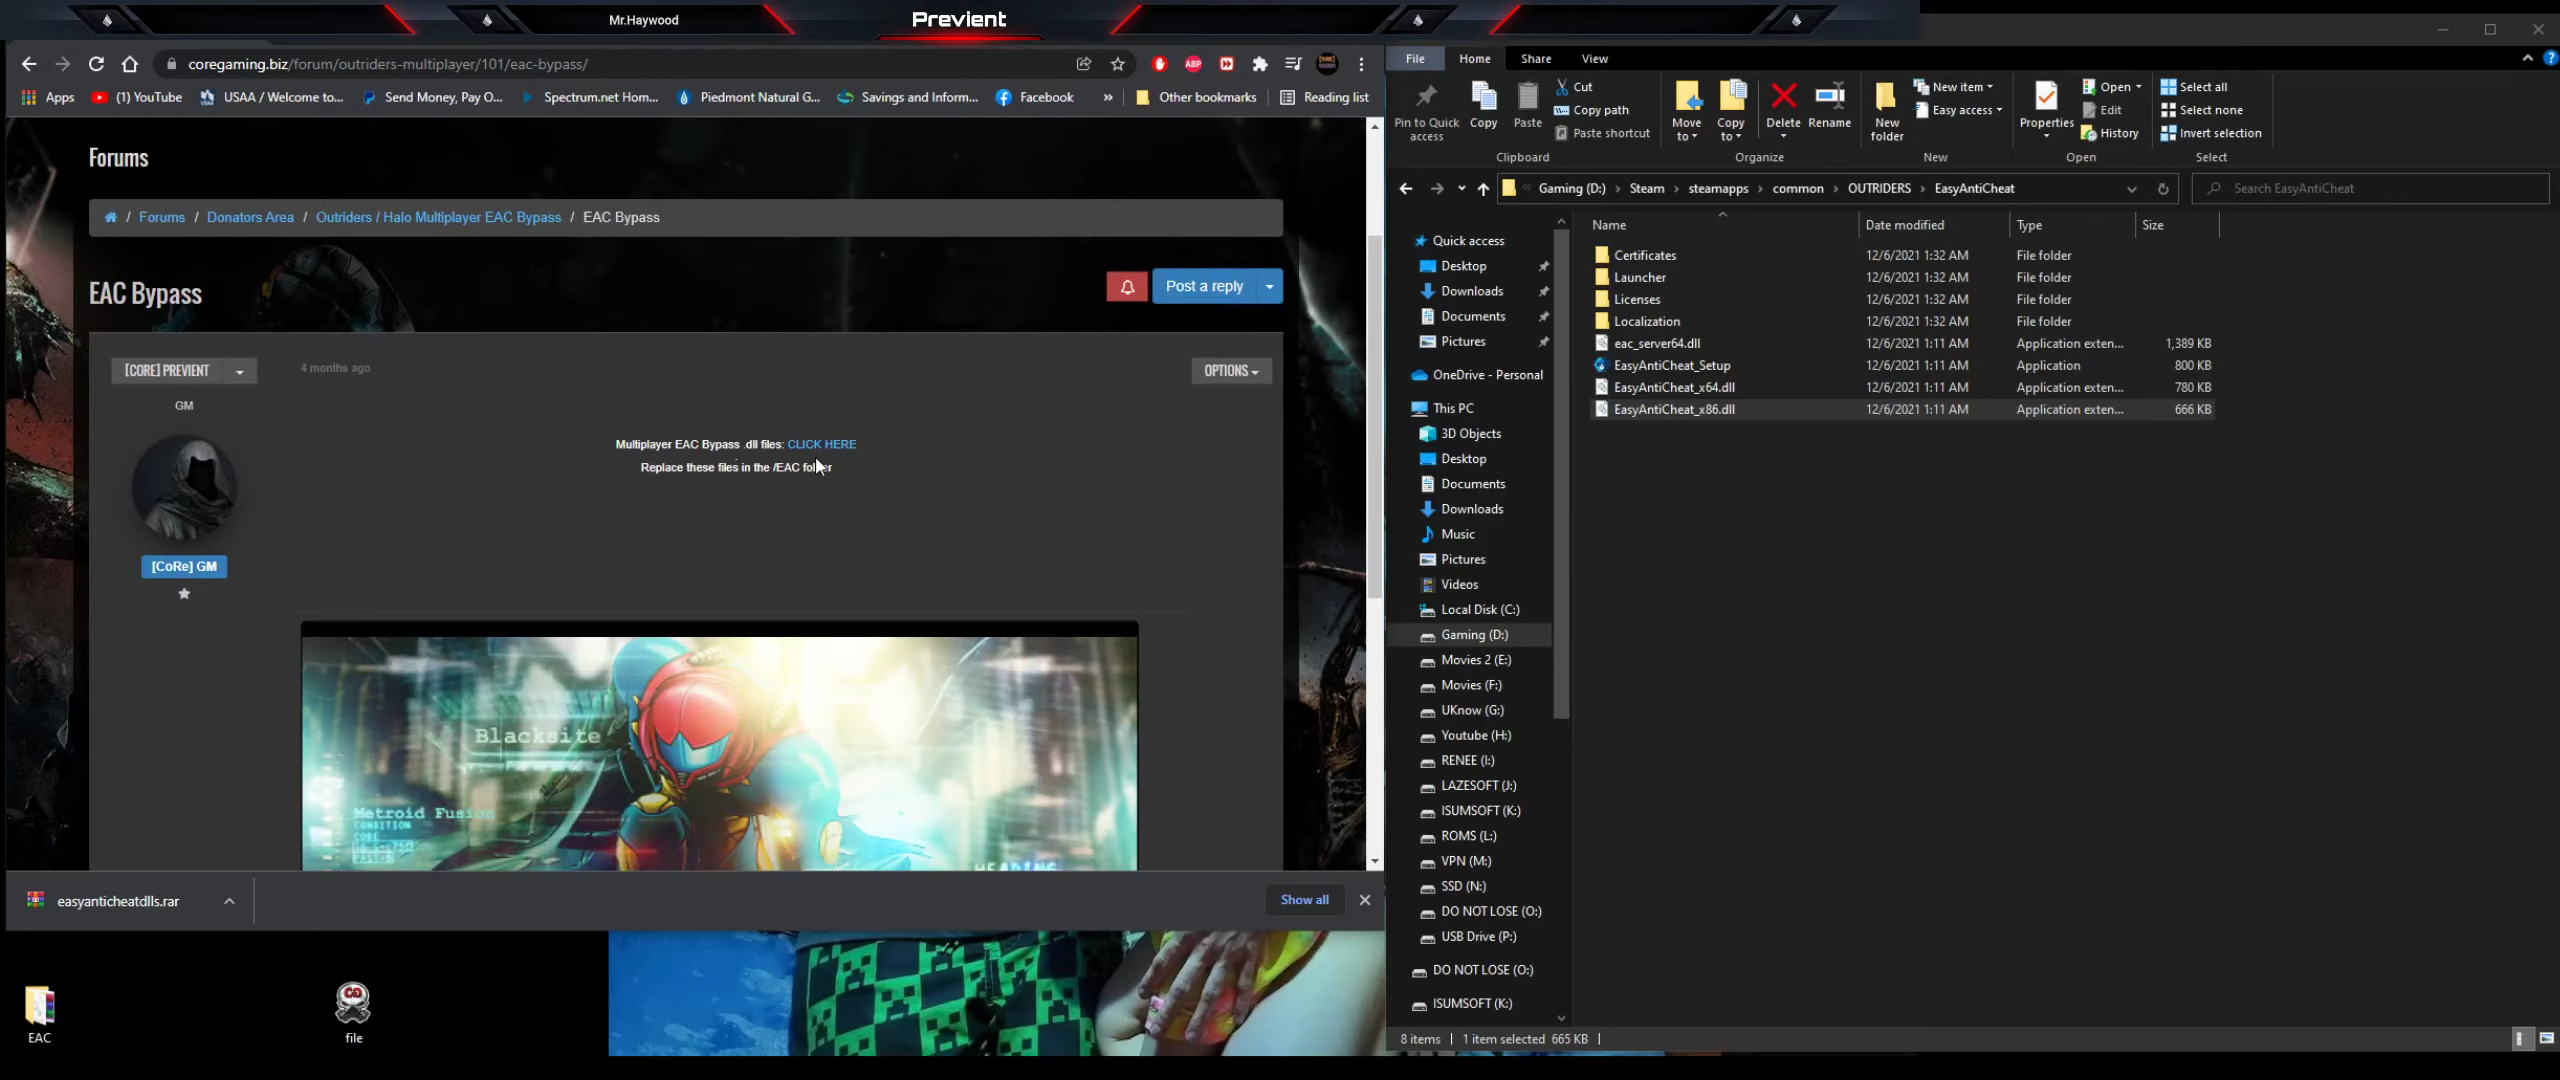 Mr.Haywood
Previent
coregaming.biz/forum/outriders-multiplayer/101/eac-bypass/
ABP
Apps
(1) YouTube
USAA / Welcome to...
Send Money, Pay O...
Spectrum.net Hom...
Piedmont Natural G...
Savings and Inform...
Facebook
»
Other bookmarks
Reading list
Forums
/ Forums / Donators Area / Outriders / Halo Multiplayer EAC Bypass / EAC Bypass
EAC Bypass
Post a reply
[CORE] PREVIENT
4 months ago
OPTIONS
GM
Multiplayer EAC Bypass .dll files: CLICK HERE
Replace these files in the /EAC folder
[CoRe] GM
Blacksite
Metroid Fusion
CONDITION
HEADING
easyanticheatdlls.rar
Show all
EAC
file
File
Home
Share
View
Pin to Quick access
Copy
Paste
Cut
Copy path
Paste shortcut
Clipboard
Move to
Copy to
Delete
Rename
Organize
New folder
New item
Easy access
New
Properties
Open
Edit
History
Open
Select all
Select none
Invert selection
Select
« Gaming (D:) > Steam > steamapps > common > OUTRIDERS > EasyAntiCheat
Search EasyAntiCheat
Quick access
Desktop
Downloads
Documents
Pictures
OneDrive - Personal
This PC
3D Objects
Desktop
Documents
Downloads
Music
Pictures
Videos
Local Disk (C:)
Gaming (D:)
Movies 2 (E:)
Movies (F:)
UKnow (G:)
Youtube (H:)
RENEE (I:)
LAZESOFT (J:)
ISUMSOFT (K:)
ROMS (L:)
VPN (M:)
SSD (N:)
DO NOT LOSE (O:)
USB Drive (P:)
DO NOT LOSE (O:)
ISUMSOFT (K:)
Name Date modified Type Size
Certificates 12/6/2021 1:32 AM File folder
Launcher 12/6/2021 1:32 AM File folder
Licenses 12/6/2021 1:32 AM File folder
Localization 12/6/2021 1:32 AM File folder
eac_server64.dll 12/6/2021 1:11 AM Application exten... 1,389 KB
EasyAntiCheat_Setup 12/6/2021 1:11 AM Application 800 KB
EasyAntiCheat_x64.dll 12/6/2021 1:11 AM Application exten... 780 KB
EasyAntiCheat_x86.dll 12/6/2021 1:11 AM Application exten... 666 KB
8 items
1 item selected 665 KB